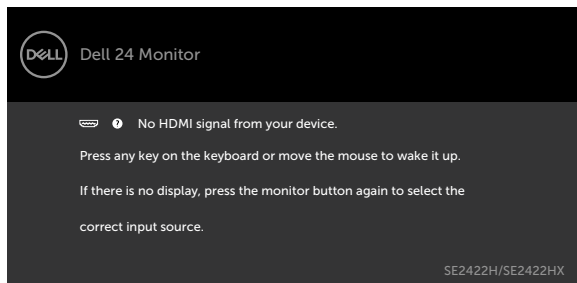 DELL
Dell 24 Monitor
No HDMI signal from your device.
Press any key on the keyboard or move the mouse to wake it up.
If there is no display, press the monitor button again to select the
correct input source.
SE2422H/SE2422HX